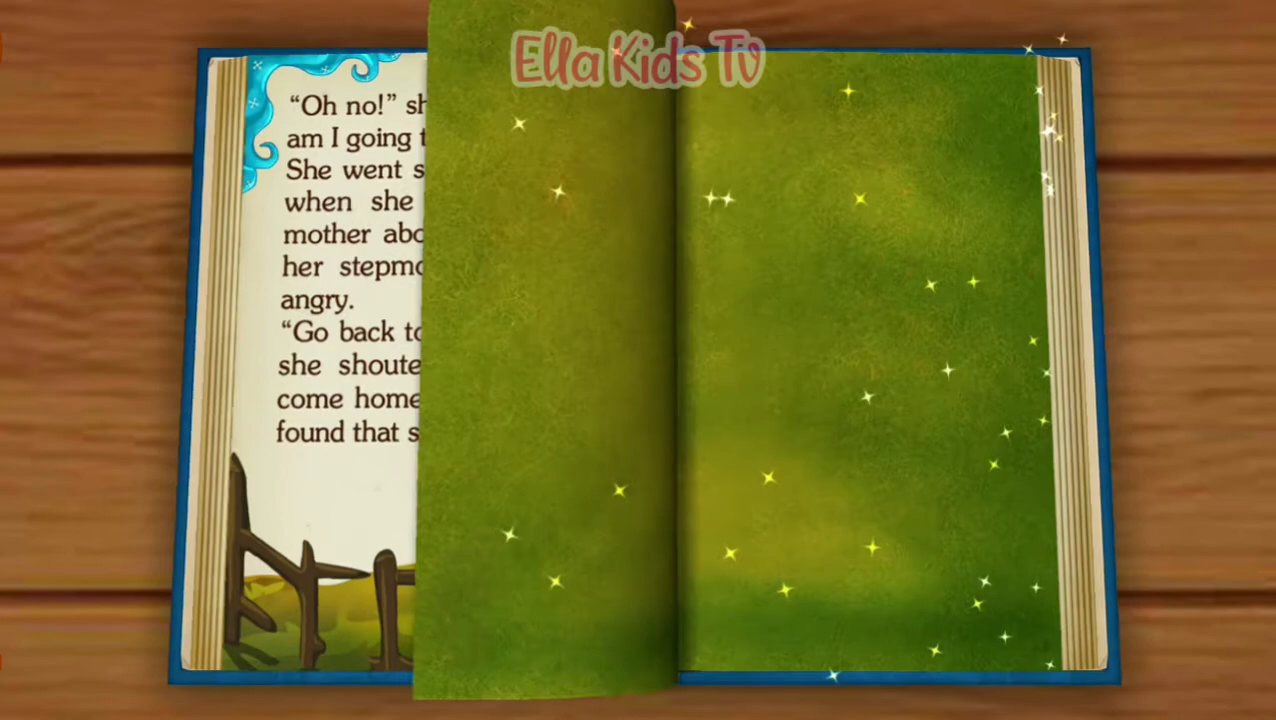 Ella Kids Tv
“Oh no!” sh
am I going t
She went s
when she
mother abo
her stepmo
angry.
“Go back to
she shoute
come home
found that s